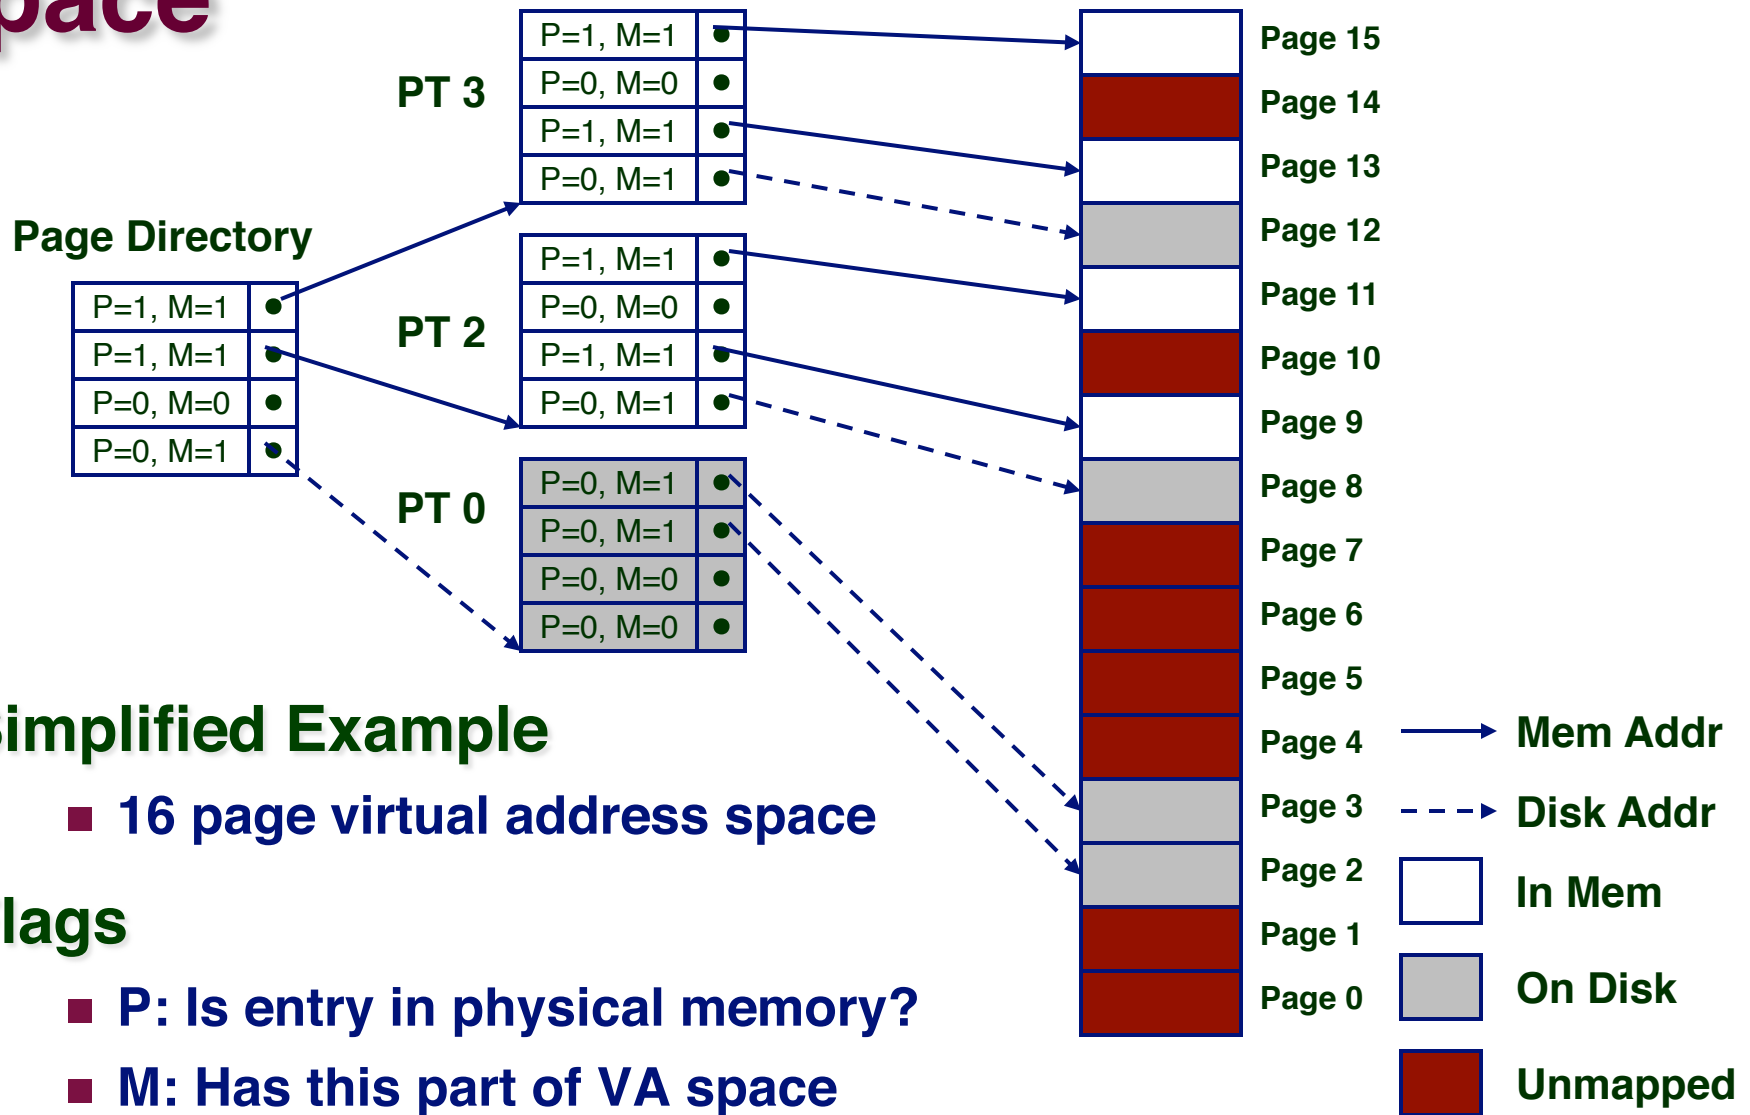 P=1, M=1
P=0, M=0
P=1, M=1
P=0, M=1
PT 3
Page Directory
P=1, M=1
P=1, M=1
P=0, M=0
P=0, M=1
PT 2
P=1, M=1
P=0, M=0
P=1, M=1
P=0, M=1
PT 0
P=0, M=1
P=0, M=1
P=0, M=0
P=0, M=0
Page 15
Page 14
Page 13
Page 12
Page 11
Page 10
Page 9
Page 8
Page 7
Page 6
Page 5
Page 4
Page 3
Page 2
Page 1
Page 0
Mem Addr
Disk Addr
In Mem
On Disk
Unmapped
Example
16 page virtual address space
P: Is entry in physical memory?
M: Has this part of VA space